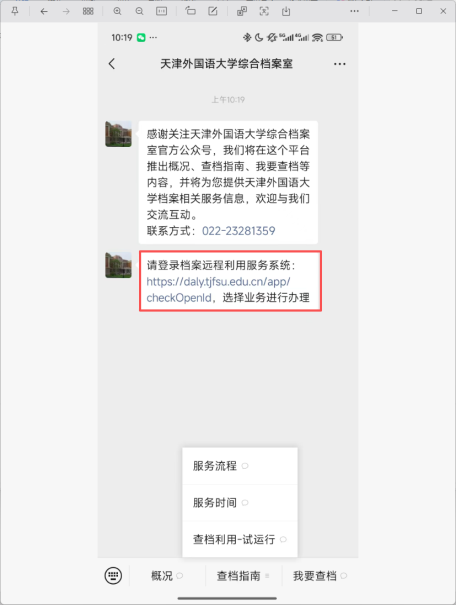 10:19
天津外国语大学综合档案室
上午10:19
感谢关注天津外国语大学综合档案
室官方公众号，我们将在这个平台
推出概况、查档指南、我要查档等
内容，并将为您提供天津外国语大
学档案相关服务信息，欢迎与我们
交流互动。
联系方式：022-23281359
请登录档案远程利用服务系统：
https://daly.tjfsu.edu.cn/app/
checkOpenId，选择业务进行办理
服务流程
服务时间
查档利用-试运行
概况 查档指南 我要查档